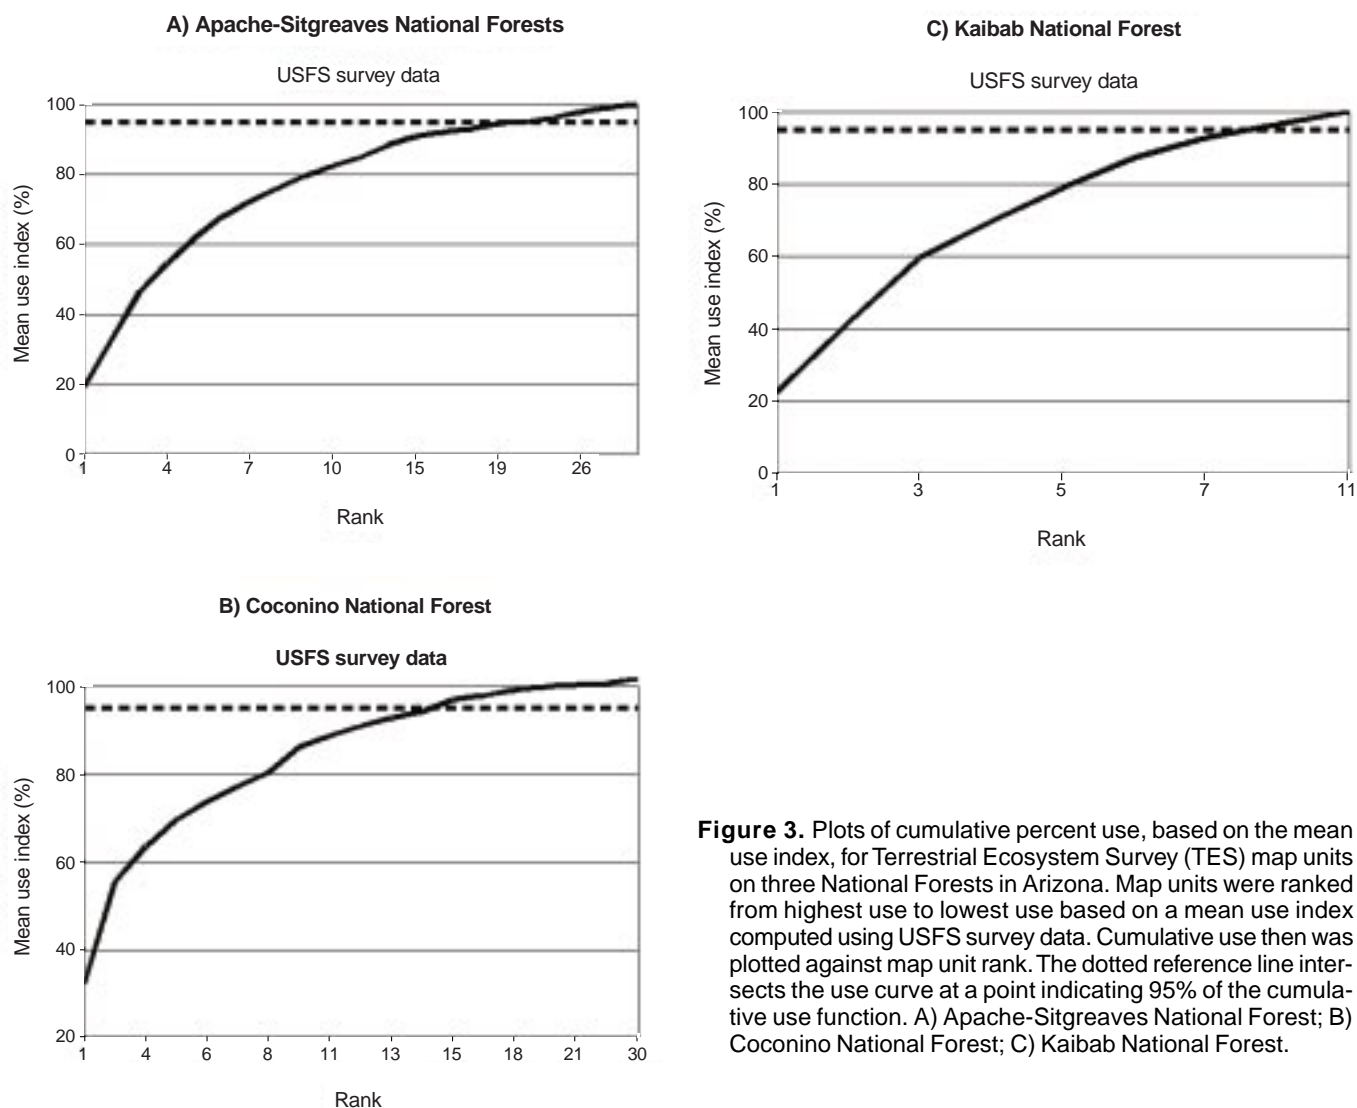 A) Apache-Sitgreaves National Forests
USFS survey data
Mean use index (%)
100
80
60
40
20
0
1 4 7 10 15 19 26
Rank
C) Kaibab National Forest
USFS survey data
Mean use index (%)
100
80
60
40
20
0
1 3 5 7 11
Rank
B) Coconino National Forest
USFS survey data
Mean use index (%)
100
80
60
40
20
1 4 6 8 11 13 15 18 21 30
Rank
Figure 3. Plots of cumulative percent use, based on the mean
use index, for Terrestrial Ecosystem Survey (TES) map units
on three National Forests in Arizona. Map units were ranked
from highest use to lowest use based on a mean use index
computed using USFS survey data. Cumulative use then was
plotted against map unit rank. The dotted reference line inter-
sects the use curve at a point indicating 95% of the cumula-
tive use function. A) Apache-Sitgreaves National Forest; B)
Coconino National Forest; C) Kaibab National Forest.